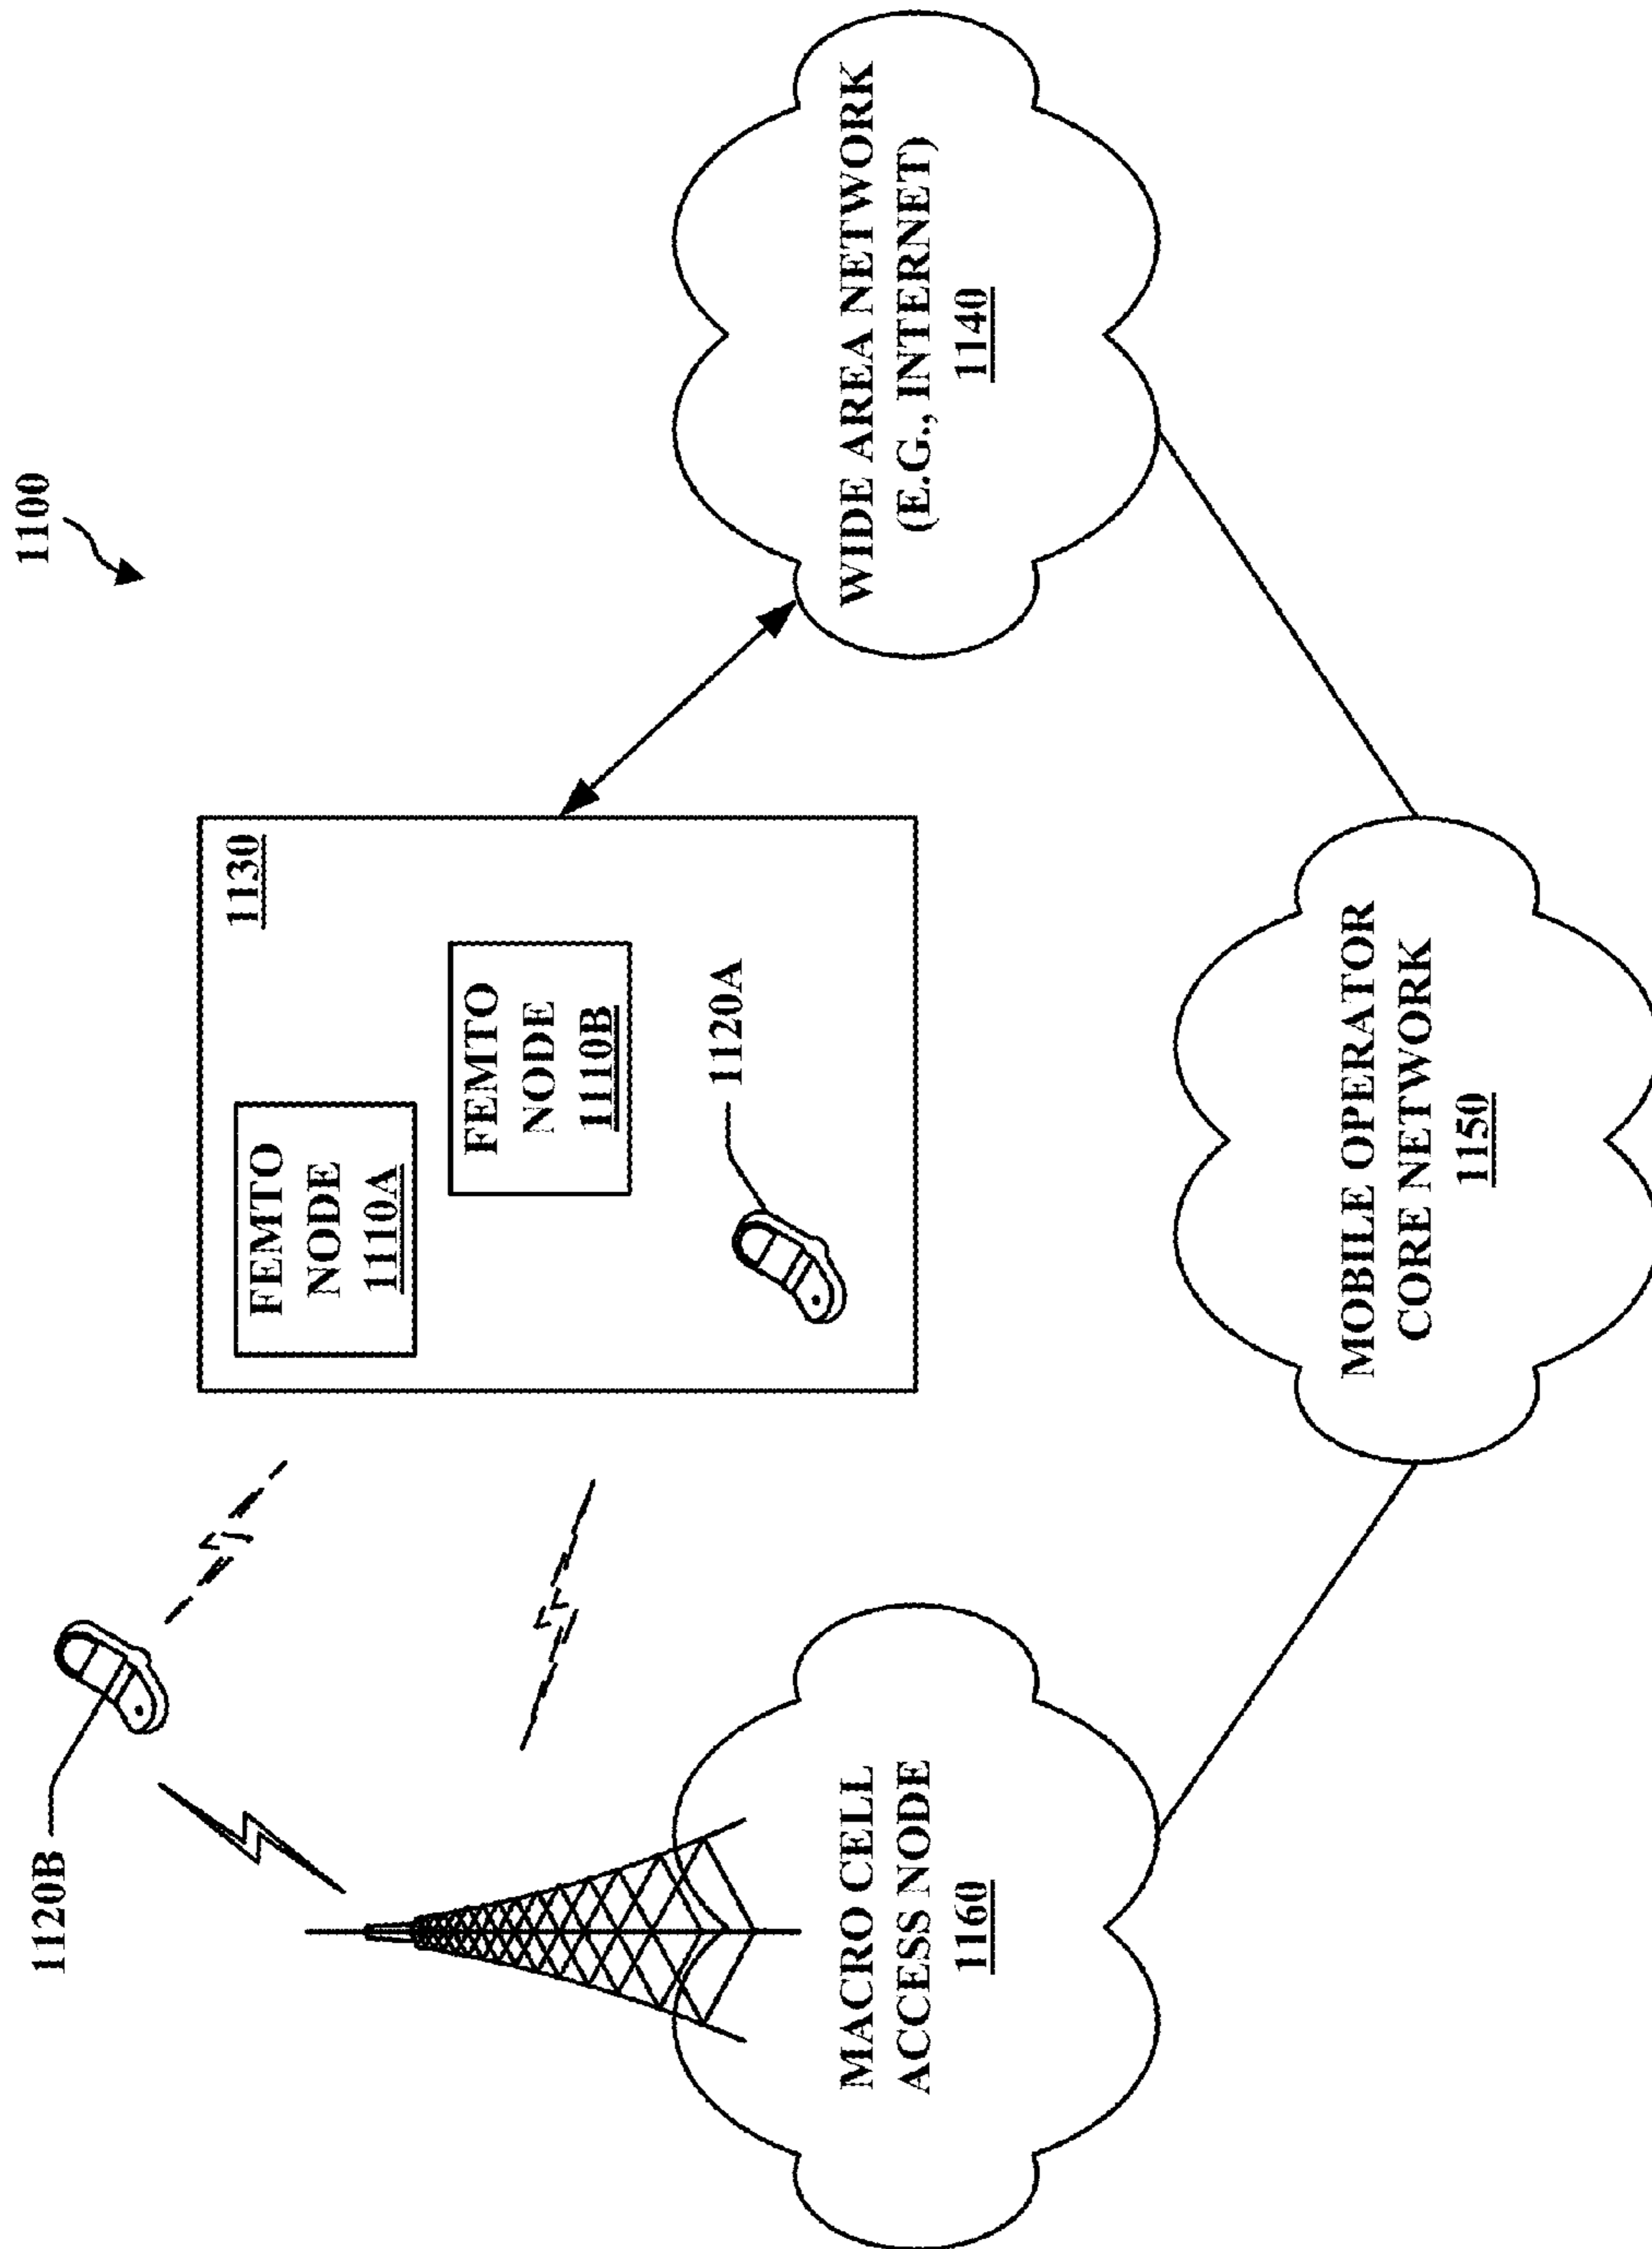 1100
1120B
1130
FEMTO
NODE
1110A
FEMTO
NODE
1110B
1120A
MACRO CELL
ACCESS NODE
1160
WIDE AREA NETWORK
(E.G., INTERNET)
1140
MOBILE OPERATOR
CORE NETWORK
1150